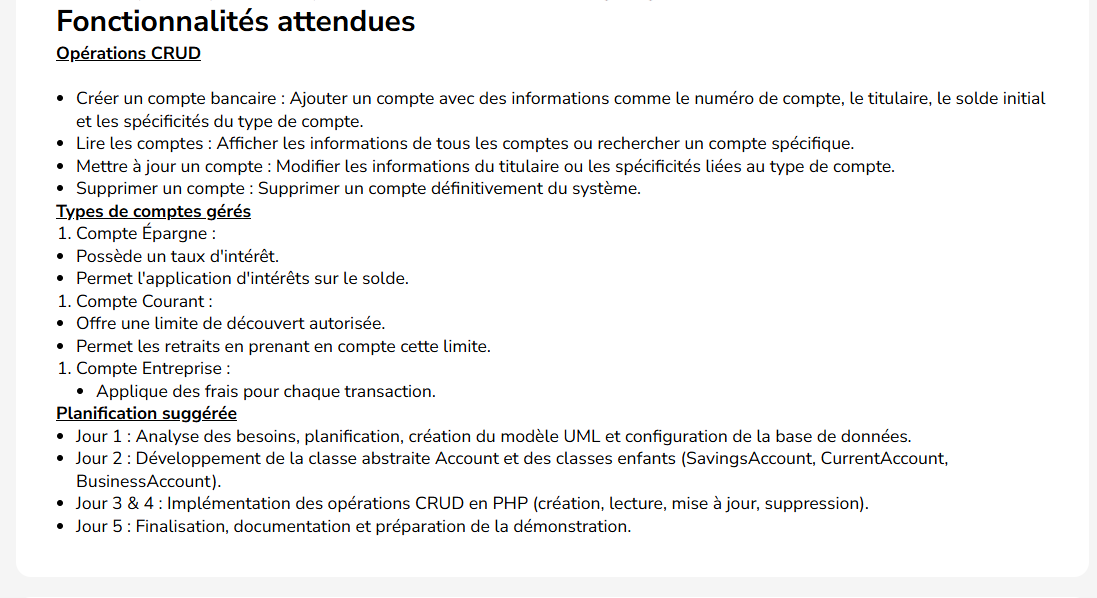 Fonctionnalités attendues
Opérations CRUD
• Créer un compte bancaire : Ajouter un compte avec des informations comme le numéro de compte, le titulaire, le solde initial
et les spécificités du type de compte.
• Lire les comptes : Afficher les informations de tous les comptes ou rechercher un compte spécifique.
• Mettre à jour un compte : Modifier les informations du titulaire ou les spécificités liées au type de compte.
• Supprimer un compte : Supprimer un compte définitivement du système.
Types de comptes gérés
1. Compte Épargne :
• Possède un taux d'intérêt.
• Permet l'application d'intérêts sur le solde.
1. Compte Courant :
• Offre une limite de découvert autorisée.
• Permet les retraits en prenant en compte cette limite.
1. Compte Entreprise :
• Applique des frais pour chaque transaction.
Planification suggérée
• Jour 1 : Analyse des besoins, planification, création du modèle UML et configuration de la base de données.
• Jour 2 : Développement de la classe abstraite Account et des classes enfants (SavingsAccount, CurrentAccount,
BusinessAccount).
• Jour 3 & 4 : Implémentation des opérations CRUD en PHP (création, lecture, mise à jour, suppression).
• Jour 5 : Finalisation, documentation et préparation de la démonstration.